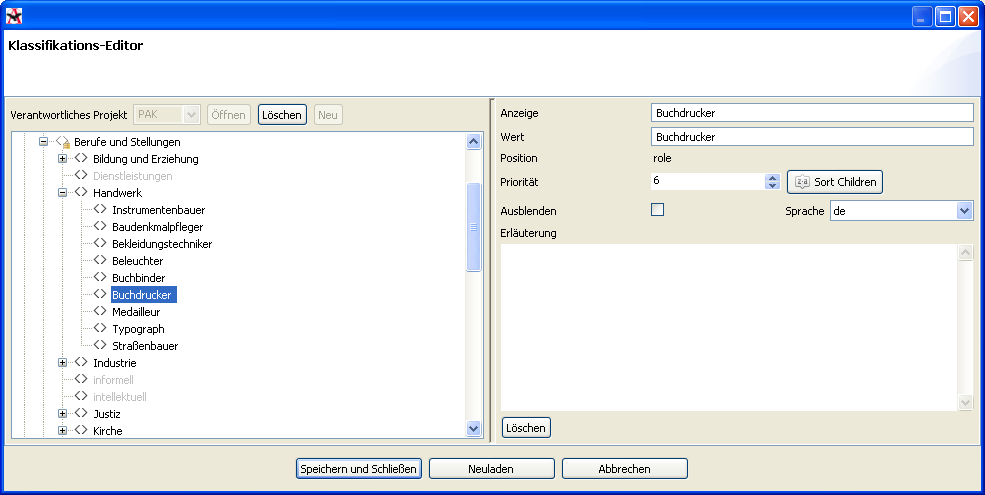 Klassifikations-Editor
Verantwortliches Projekt PAK Öffnen Löschen Neu
Berufe und Stellungen
Bildung und Erziehung
Dienstleistungen
Handwerk
Instrumentenbauer
Baudenkmalpfleger
Bekleidungstechniker
Beleuchter
Buchbinder
Buchdrucker
Medailleur
Typograph
Straßenbauer
Industrie
informell
intellektuell
Justiz
Kirche
Anzeige Buchdrucker
Wert Buchdrucker
Position role
Priorität 6 z-a Sort Children
Ausblenden Sprache de
Erläuterung
Löschen
Speichern und Schließen Neuladen Abbrechen